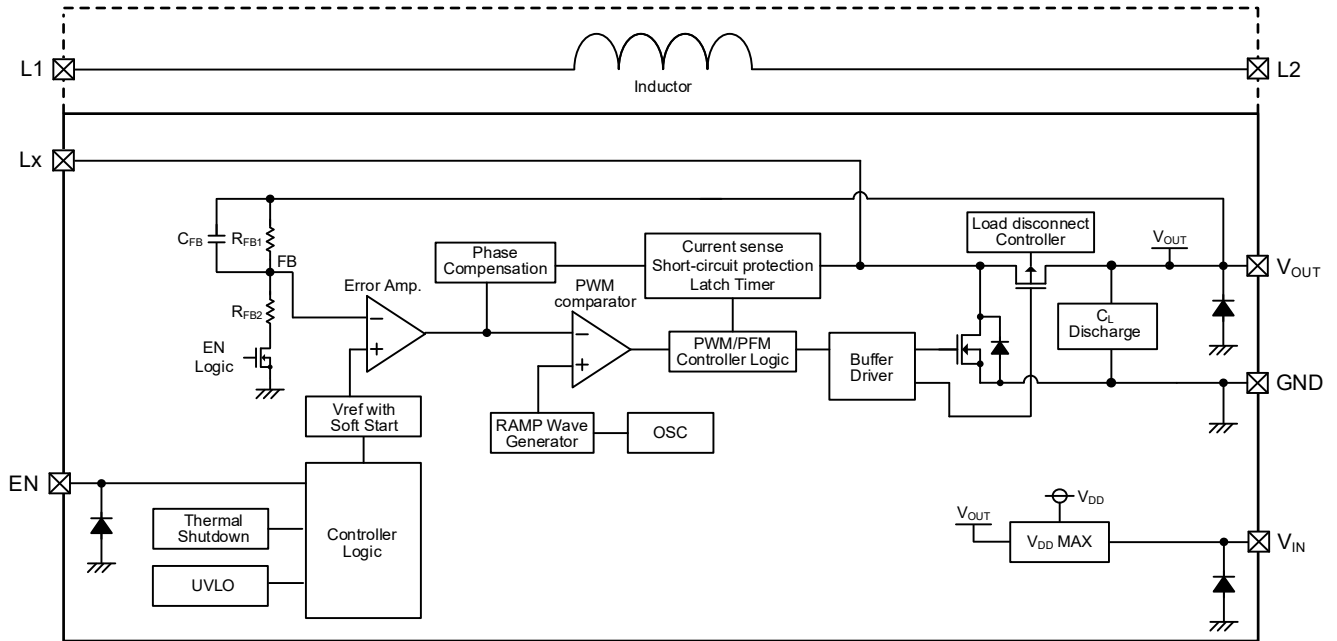 L1
L2
Inductor
Lx
CFB
RFB1
FB
RFB2
EN
Logic
Error Amp.
Phase
Compensation
PWM
comparator
Current sense
Short-circuit protection
Latch Timer
Load disconnect
Controller
VOUT
VOUT
CL
Discharge
PWM/PFM
Controller Logic
Buffer
Driver
GND
Vref with
Soft Start
RAMP Wave
Generator
OSC
EN
Thermal
Shutdown
UVLO
Controller
Logic
VDD
VOUT
VDD MAX
VIN